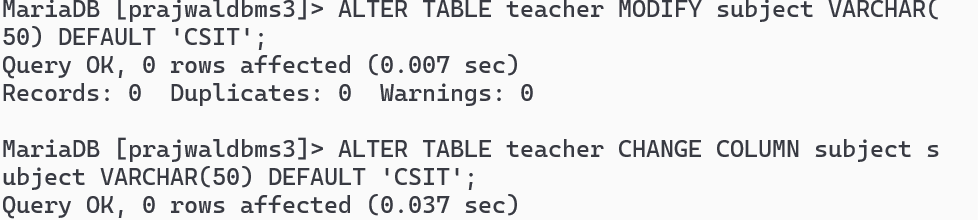 MariaDB [prajwaldbms3]> ALTER TABLE teacher MODIFY subject VARCHAR(
50) DEFAULT 'CSIT';
Query OK, 0 rows affected (0.007 sec)
Records: 0  Duplicates: 0  Warnings: 0
MariaDB [prajwaldbms3]> ALTER TABLE teacher CHANGE COLUMN subject s
ubject VARCHAR(50) DEFAULT 'CSIT';
Query OK, 0 rows affected (0.037 sec)